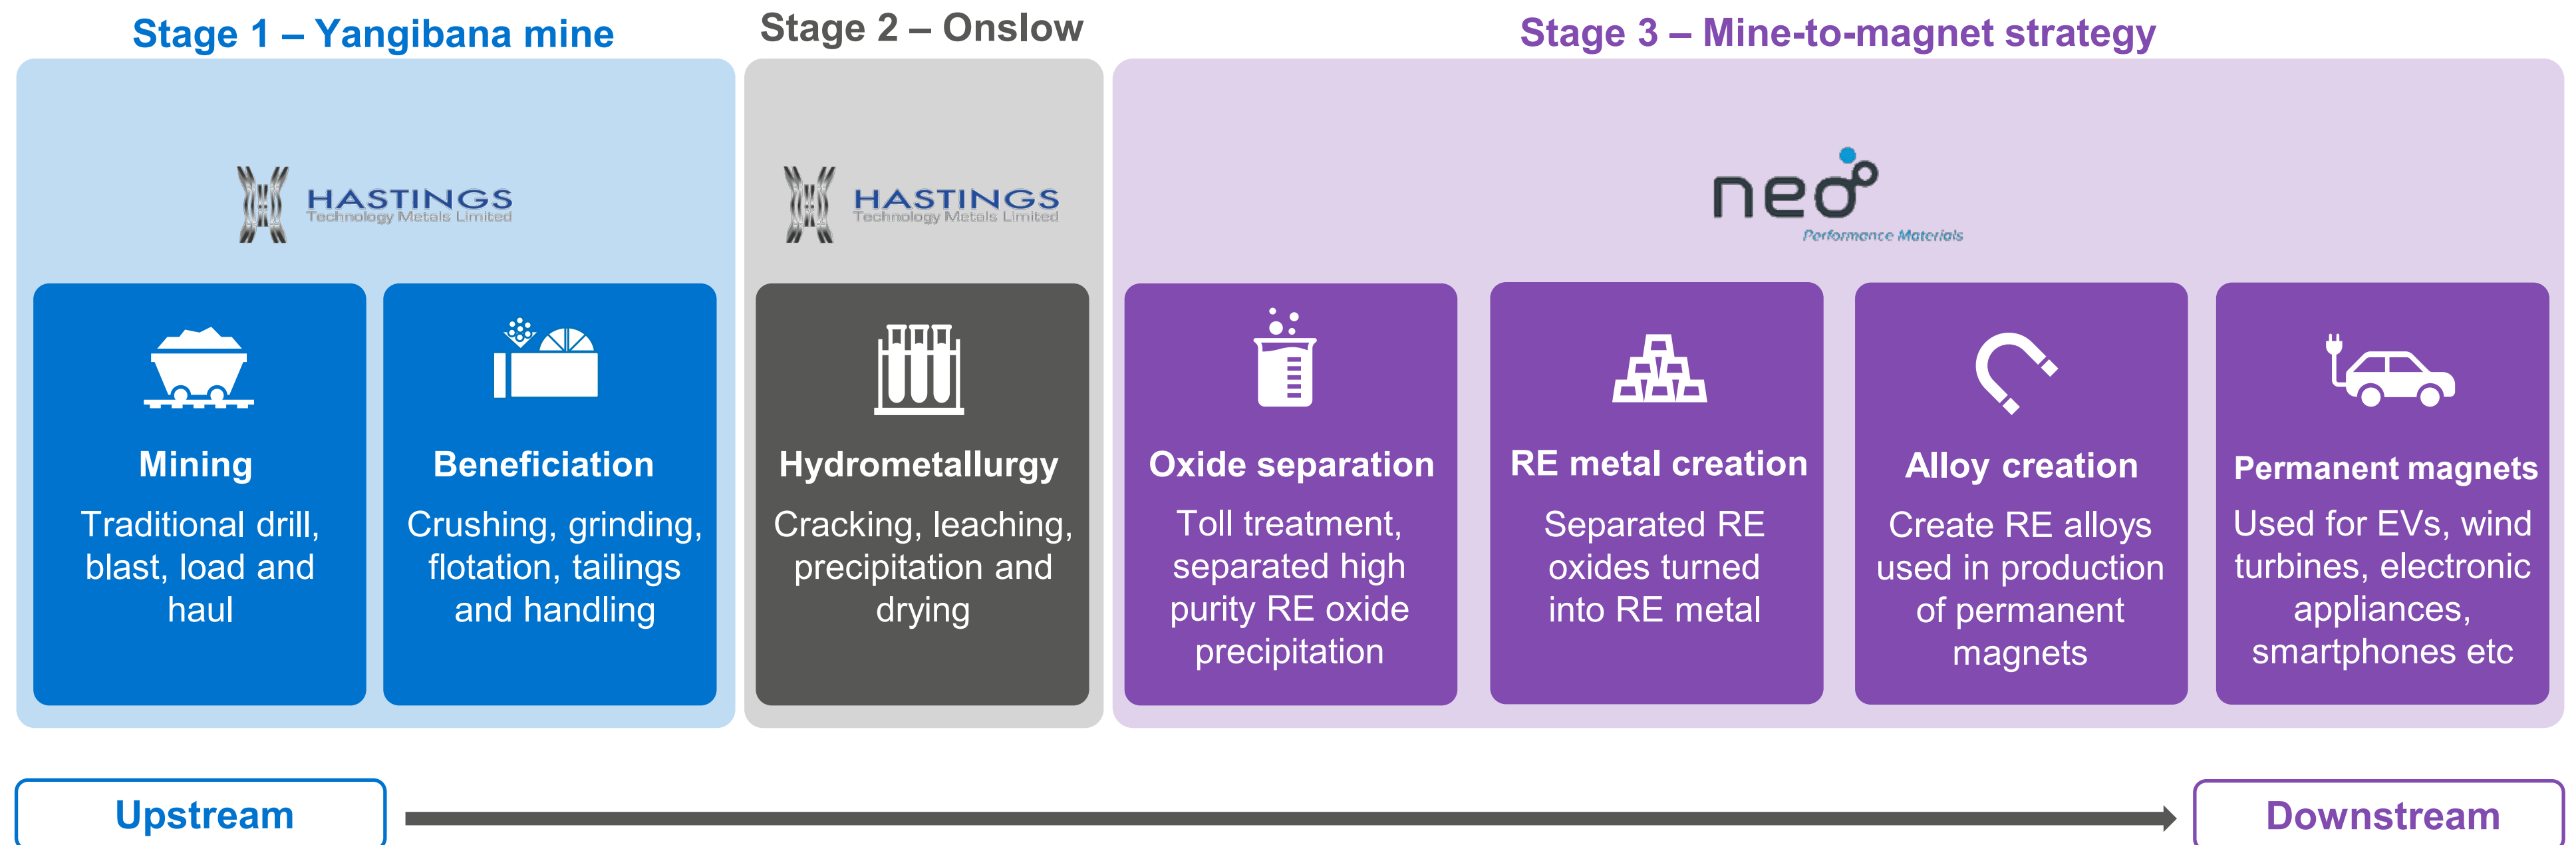 Stage 1 – Yangibana mine
Stage 2 – Onslow
Stage 3 – Mine-to-magnet strategy
HASTINGS
Technology Metals Limited
HASTINGS
Technology Metals Limited
neo
Performance Materials
Mining
Traditional drill,
blast, load and
haul
Beneficiation
Crushing, grinding,
flotation, tailings
and handling
Hydrometallurgy
Cracking, leaching,
precipitation and
drying
Oxide separation
Toll treatment,
separated high
purity RE oxide
precipitation
RE metal creation
Separated RE
oxides turned
into RE metal
Alloy creation
Create RE alloys
used in production
of permanent
magnets
Permanent magnets
Used for EVs, wind
turbines, electronic
appliances,
smartphones etc
Upstream
Downstream